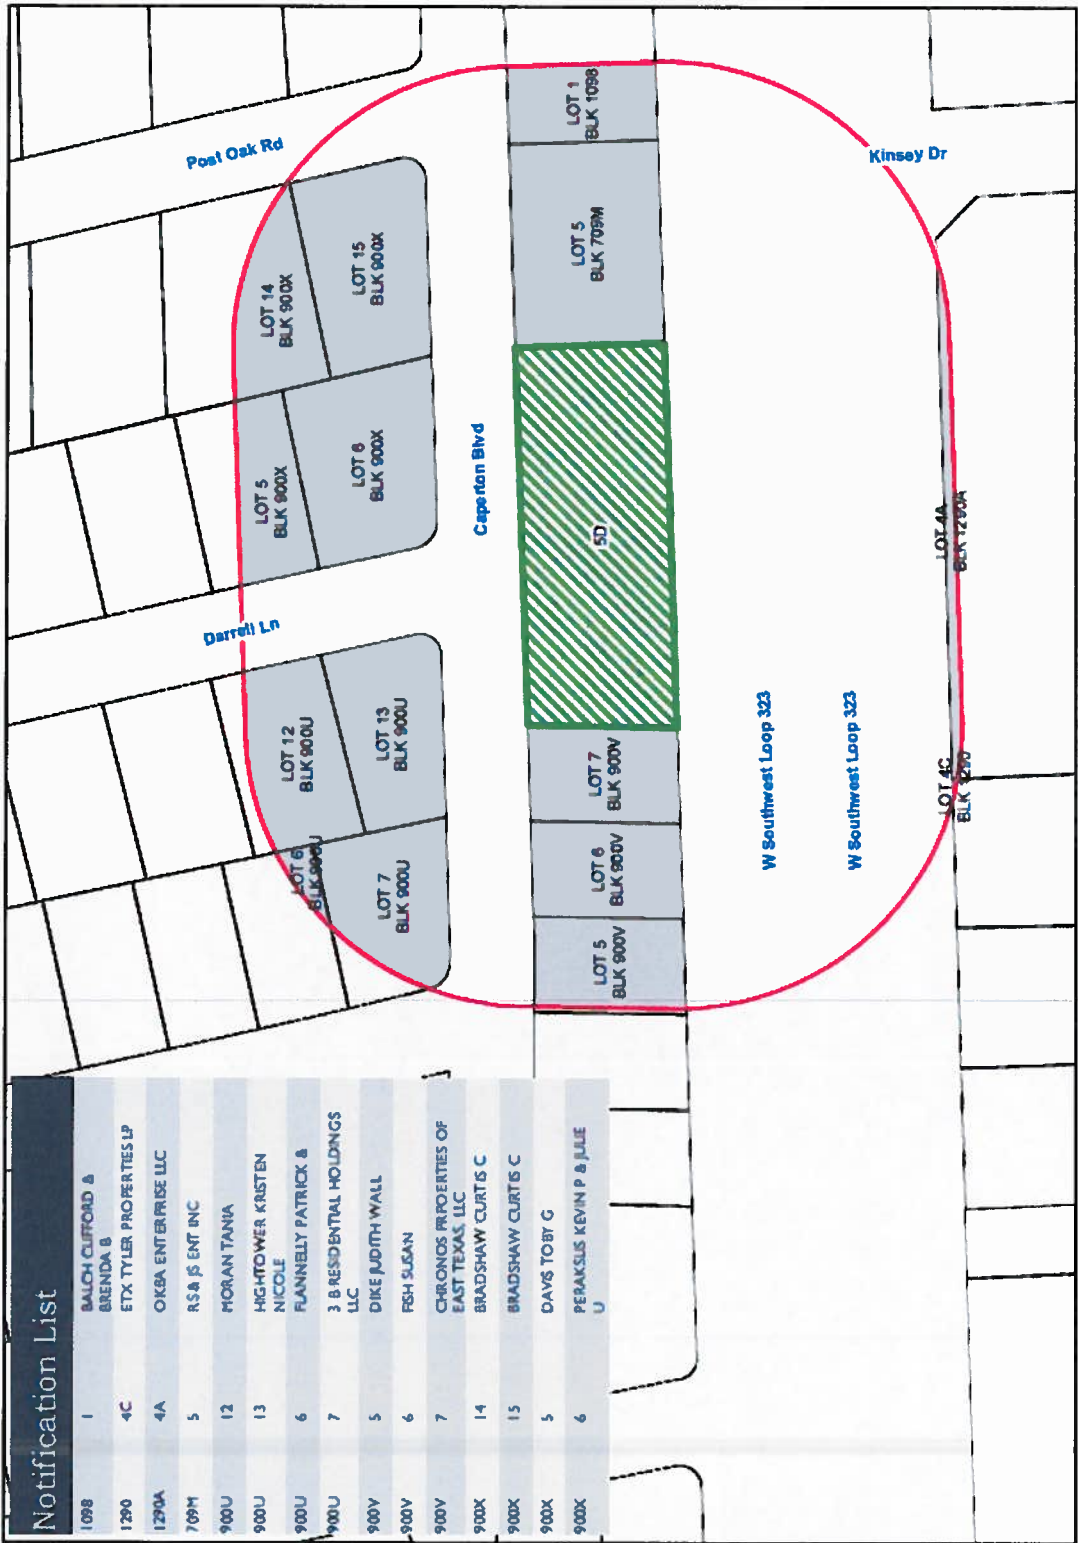 Notification List
1098 1 BALCH CLIFFORD &
BRENDA B
1290 4C ETX TYLER PROPERTIES LP
1290A 4A OKBA ENTERPRISE LLC
709M 5 RS & JS ENT INC
900U 12 MORAN TANIA
900U 13 HIGHTOWER KRISTEN
NICOLE
900U 6 FLANNELLY PATRICK &
900U 7 3 B RESIDENTIAL HOLDINGS
LLC
900V 5 DIKE JUDITH WALL
900V 6 FISH SUSAN
900V 7 CHRONOS PRPOERTIES OF
EAST TEXAS, LLC
900X 14 BRADSHAW CURTIS C
900X 15 BRADSHAW CURTIS C
900X 5 DAVIS TOBY G
900X 6 PERAKSUS KEVIN P & JULIE
U
Post Oak Rd
Darrell Ln
Caperton Blvd
Kinsey Dr
W Southwest Loop 323
W Southwest Loop 323
LOT 6
BLK 900U
LOT 7
BLK 900U
LOT 12
BLK 900U
LOT 13
BLK 900U
LOT 5
BLK 900X
LOT 6
BLK 900X
LOT 14
BLK 900X
LOT 15
BLK 900X
LOT 5
BLK 900V
LOT 6
BLK 900V
LOT 7
BLK 900V
5D
LOT 5
BLK 709M
LOT 1
BLK 1098
LOT 4C
BLK 1290
LOT 4A
BLK 1290A